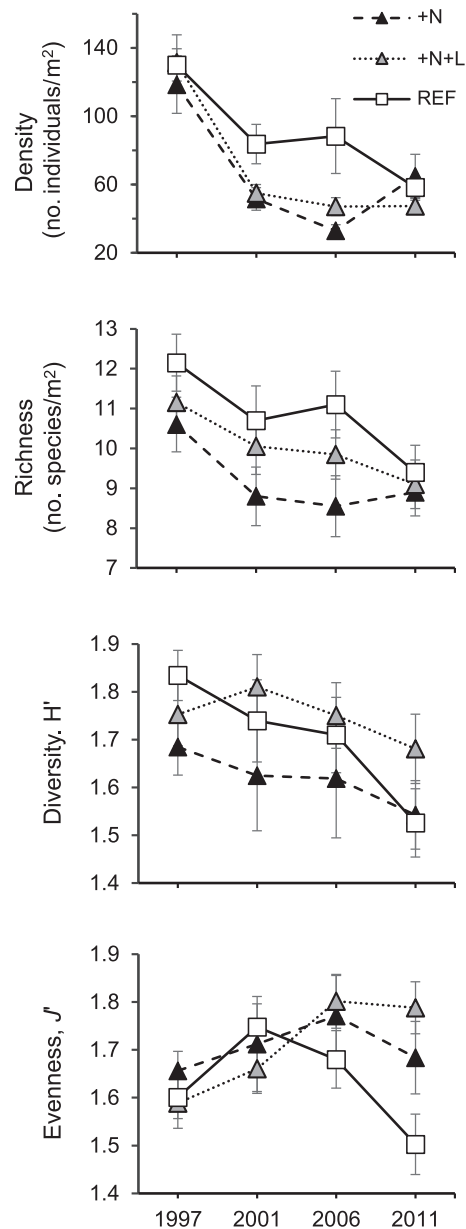 +N
+N+L
REF
Density
(no. individuals/m²)
140
100
60
20
Richness
(no. species/m²)
13
12
11
10
9
8
7
Diversity. H'
1.9
1.8
1.7
1.6
1.5
1.4
Evenness, J'
1.9
1.8
1.7
1.6
1.5
1.4
1997 2001 2006 2011